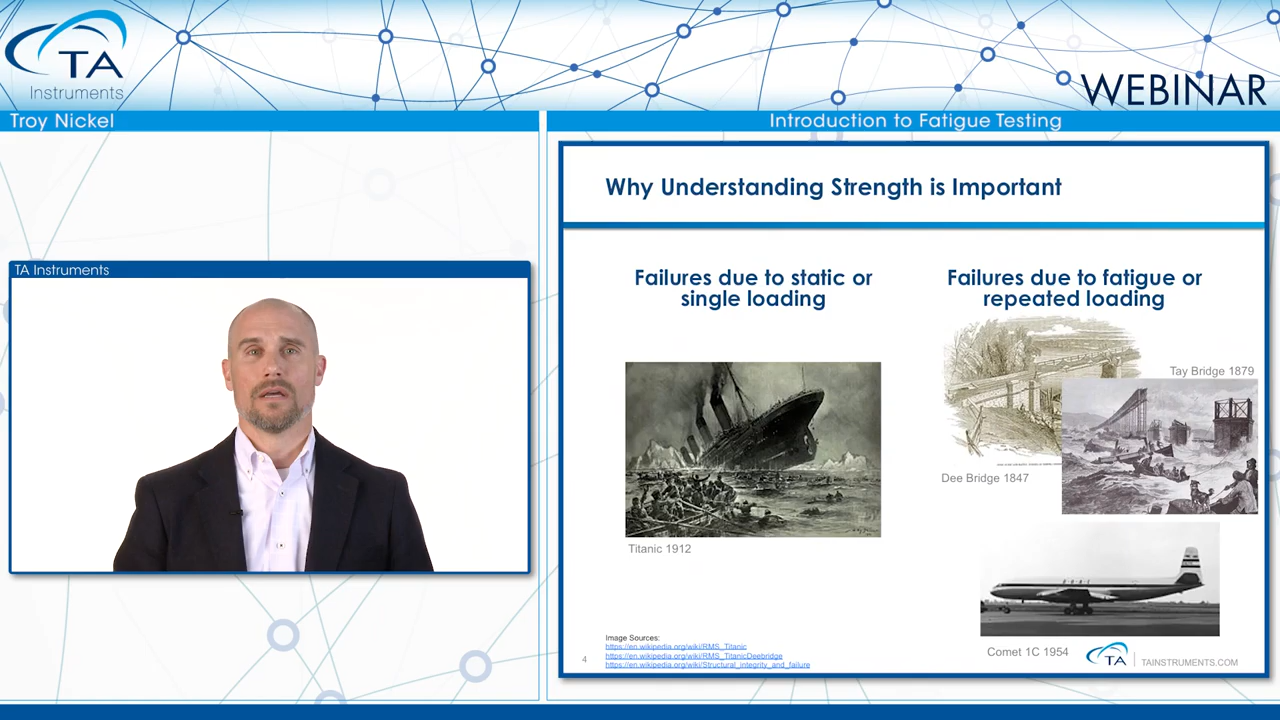 TA
Instruments
WEBINAR
Troy Nickel
Introduction to Fatigue Testing
TA Instruments
Why Understanding Strength is Important
Failures due to static or
single loading
Titanic 1912
Failures due to fatigue or
repeated loading
Tay Bridge 1879
Dee Bridge 1847
Comet 1C 1954
Image Sources:
https://en.wikipedia.org/wiki/RMS_Titanic
https://en.wikipedia.org/wiki/RMS_TitanicDeebridge
https://en.wikipedia.org/wiki/Structural_integrity_and_failure
4
TA
TAINSTRUMENTS.COM